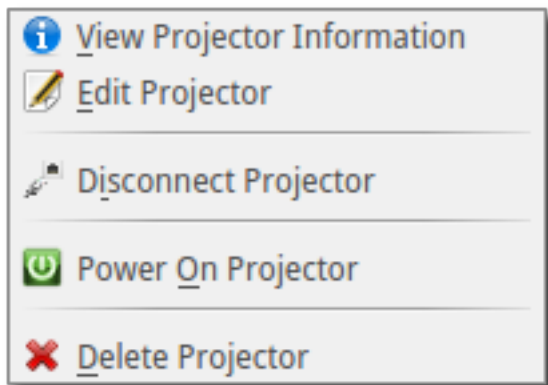 View Projector Information
Edit Projector
Disconnect Projector
Power On Projector
Delete Projector